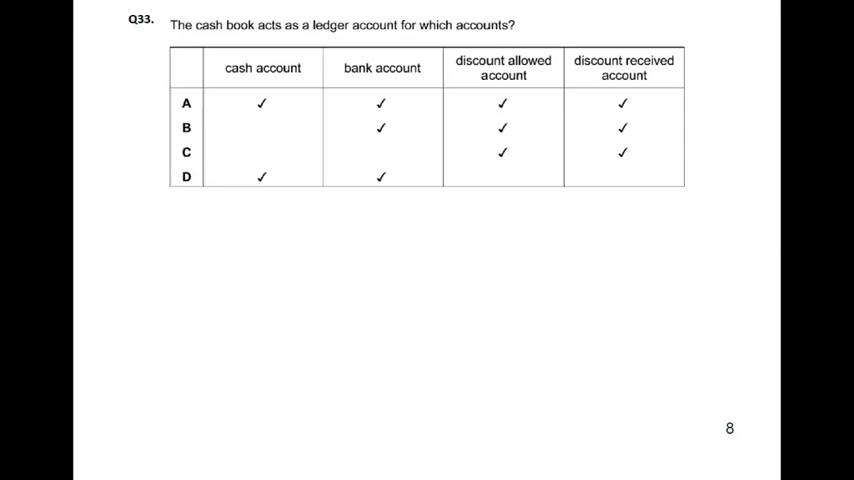 Q33. The cash book acts as a ledger account for which accounts?
cash account bank account discount allowed account discount received account
A ✓ ✓ ✓ ✓
B ✓ ✓ ✓
C ✓ ✓
D ✓ ✓
8